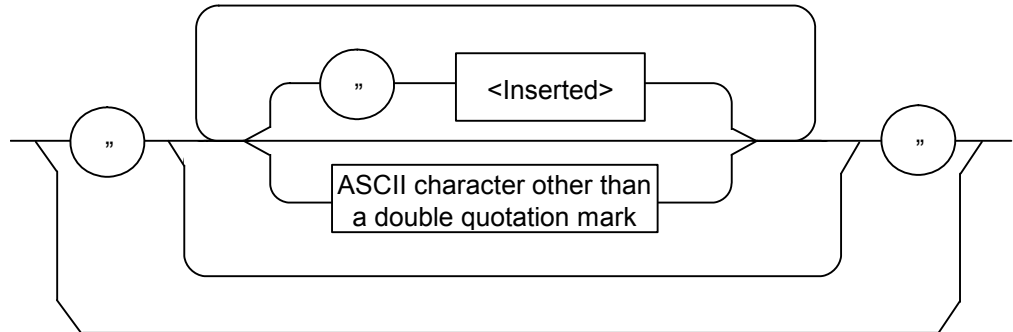 ”
<Inserted>
”
”
ASCII character other than
a double quotation mark